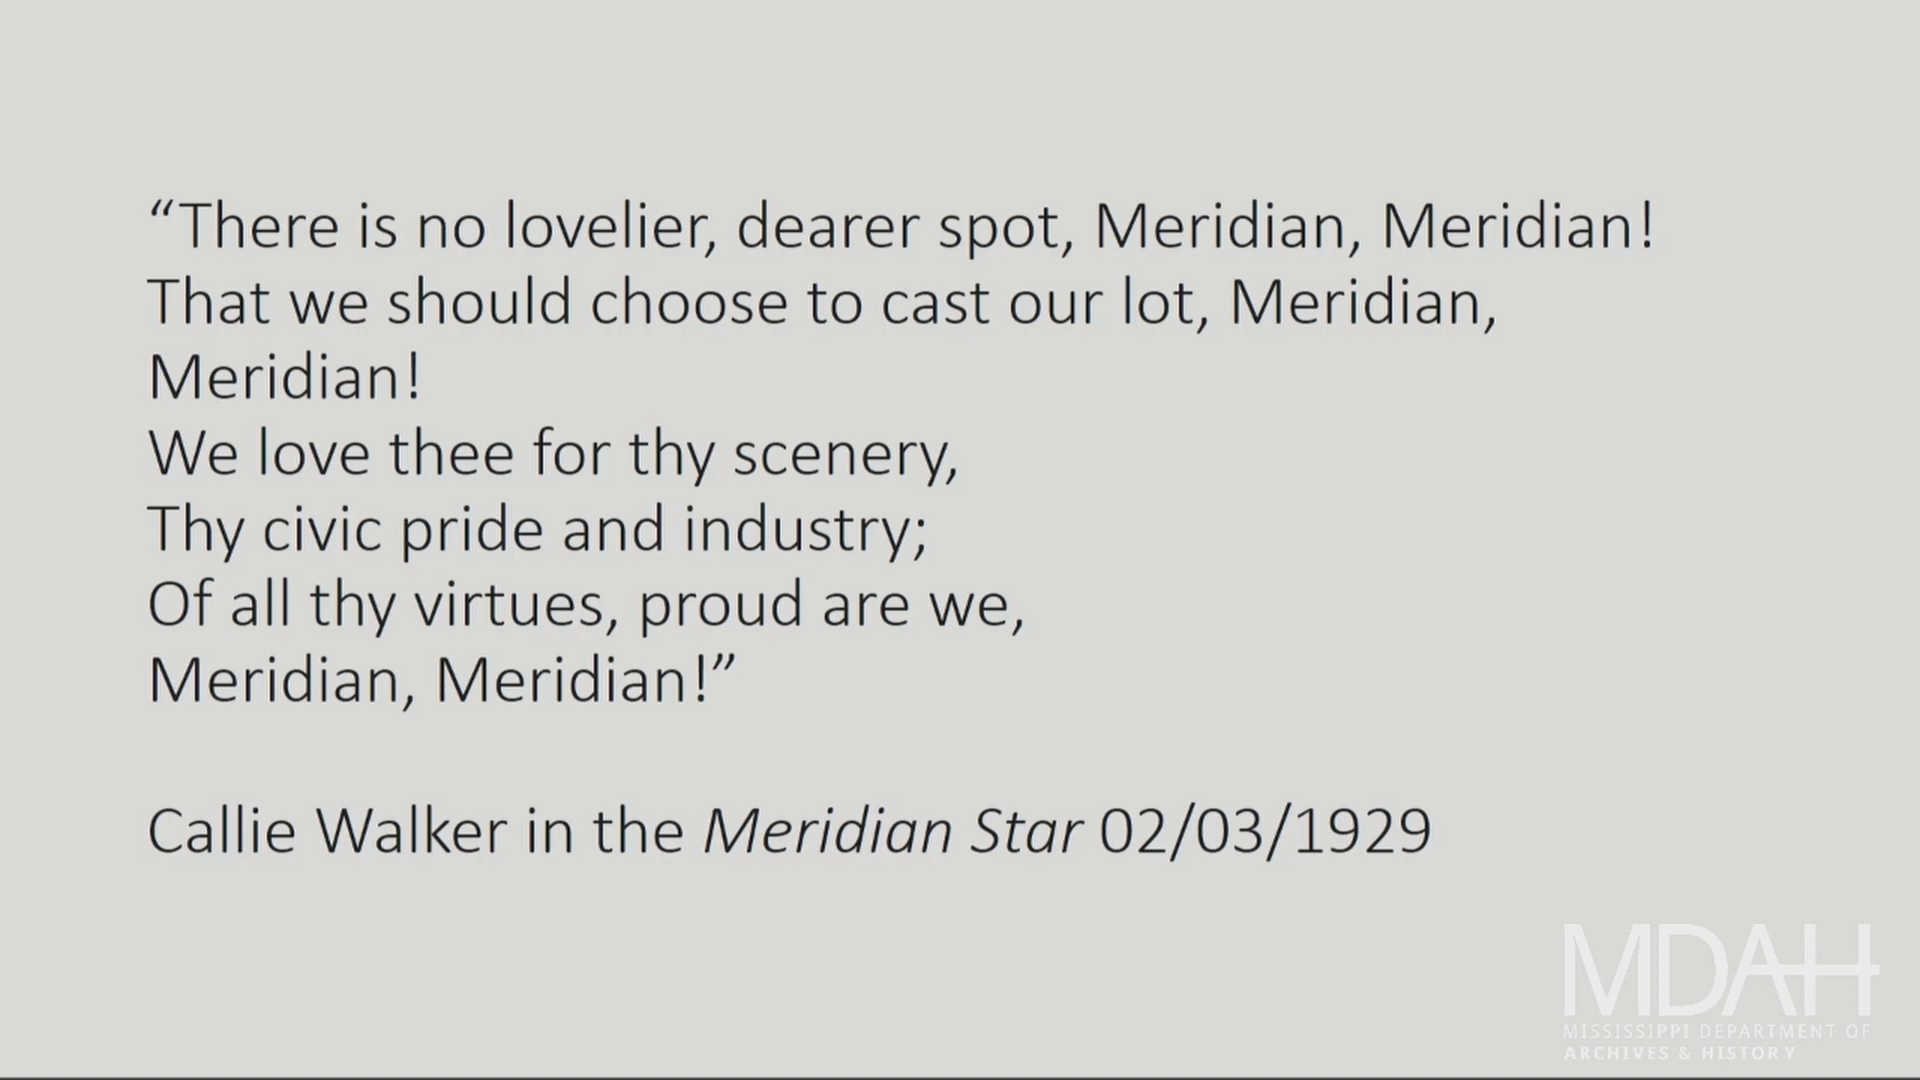 “There is no lovelier, dearer spot, Meridian, Meridian!
That we should choose to cast our lot, Meridian,
Meridian!
We love thee for thy scenery,
Thy civic pride and industry;
Of all thy virtues, proud are we,
Meridian, Meridian!”
Callie Walker in the Meridian Star 02/03/1929
MDAH
MISSISSIPPI DEPARTMENT OF
ARCHIVES & HISTORY